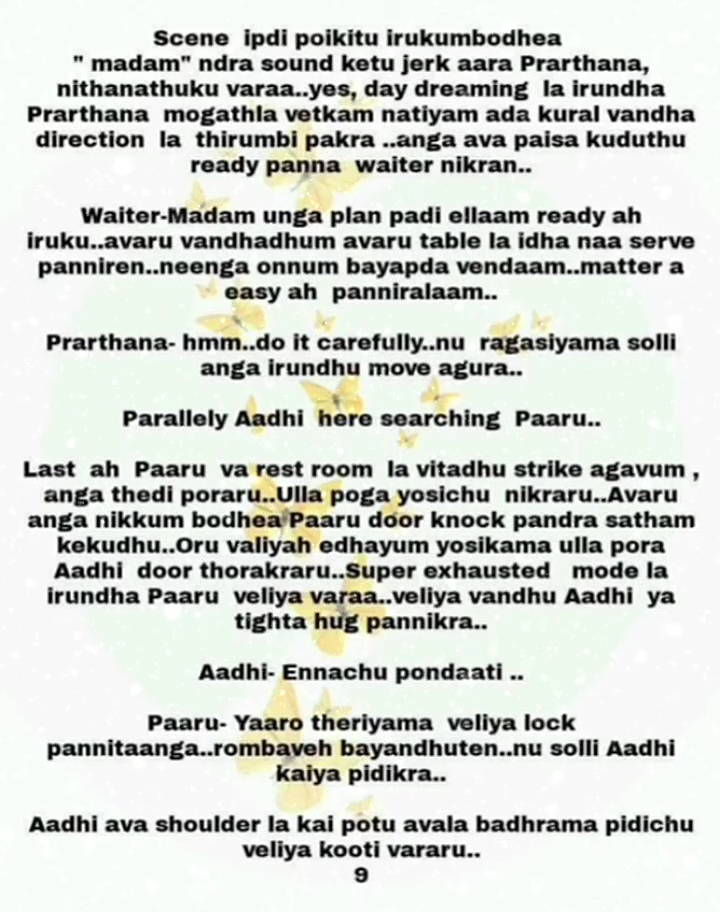 Scene ipdi poikitu irukumbodhea
" madam" ndra sound ketu jerk aara Prarthana,
nithanathuku varaa..yes, day dreaming la irundha
Prarthana mogathla vetkam natiyam ada kural vandha
direction la thirumbi pakra ..anga ava paisa kuduthu
ready panna waiter nikran..
Waiter-Madam unga plan padi ellaam ready ah
iruku..avaru vandhadhum avaru table la idha naa serve
panniren..neenga onnum bayapda vendaam..matter a
easy ah panniralaam..
Prarthana- hmm..do it carefully..nu ragasiyama solli
anga irundhu move agura..
Parallely Aadhi here searching Paaru..
Last ah Paaru va rest room la vitadhu strike agavum ,
anga thedi poraru..Ulla poga yosichu nikraru..Avaru
anga nikkum bodhea Paaru door knock pandra satham
kekudhu..Oru valiyah edhayum yosikama ulla pora
Aadhi door thorakraru..Super exhausted mode la
irundha Paaru veliya varaa..veliya vandhu Aadhi ya
tighta hug pannikra..
Aadhi- Ennachu pondaati ..
Paaru- Yaaro theriyama veliya lock
pannitaanga..rombaveh bayandhuten..nu solli Aadhi
kaiya pidikra..
Aadhi ava shoulder la kai potu avala badhrama pidichu
veliya kooti vararu..
9